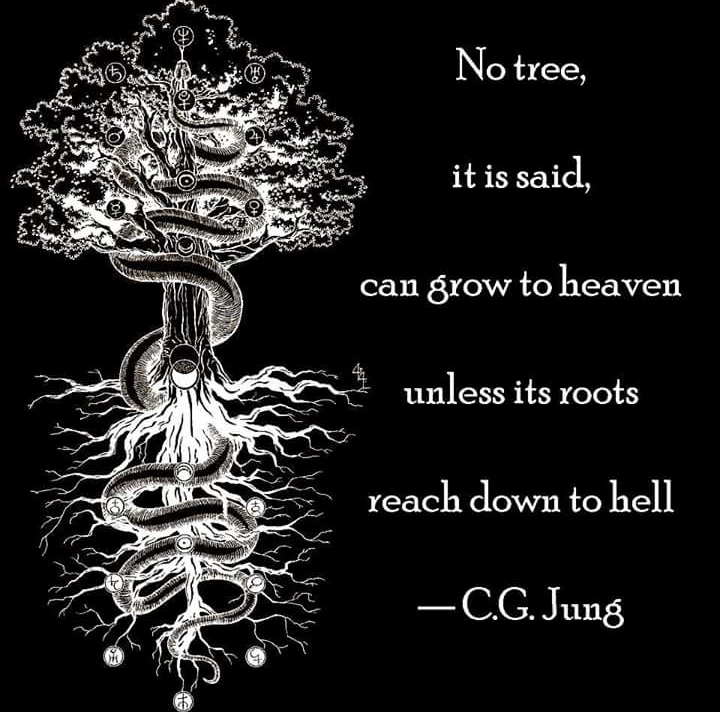 No tree,
it is said,
can grow to heaven
unless its roots
reach down to hell
— C.G. Jung